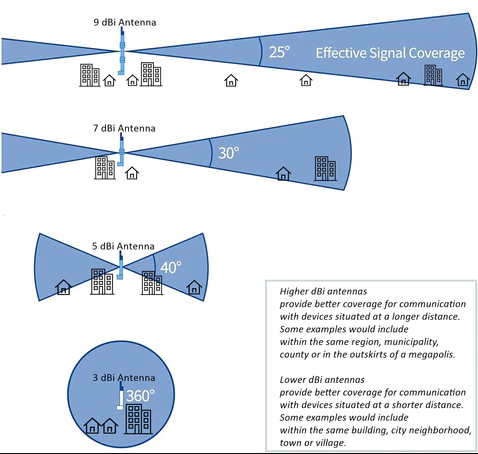 9 dBi Antenna
25°
Effective Signal Coverage
7 dBi Antenna
30°
5 dBi Antenna
40°
3 dBi Antenna
360°
Higher dBi antennas
provide better coverage for communication
with devices situated at a longer distance.
Some examples would include
within the same region, municipality,
county or in the outskirts of a megapolis.
Lower dBi antennas
provide better coverage for communication
with devices situated at a shorter distance.
Some examples would include
within the same building, city neighborhood,
town or village.